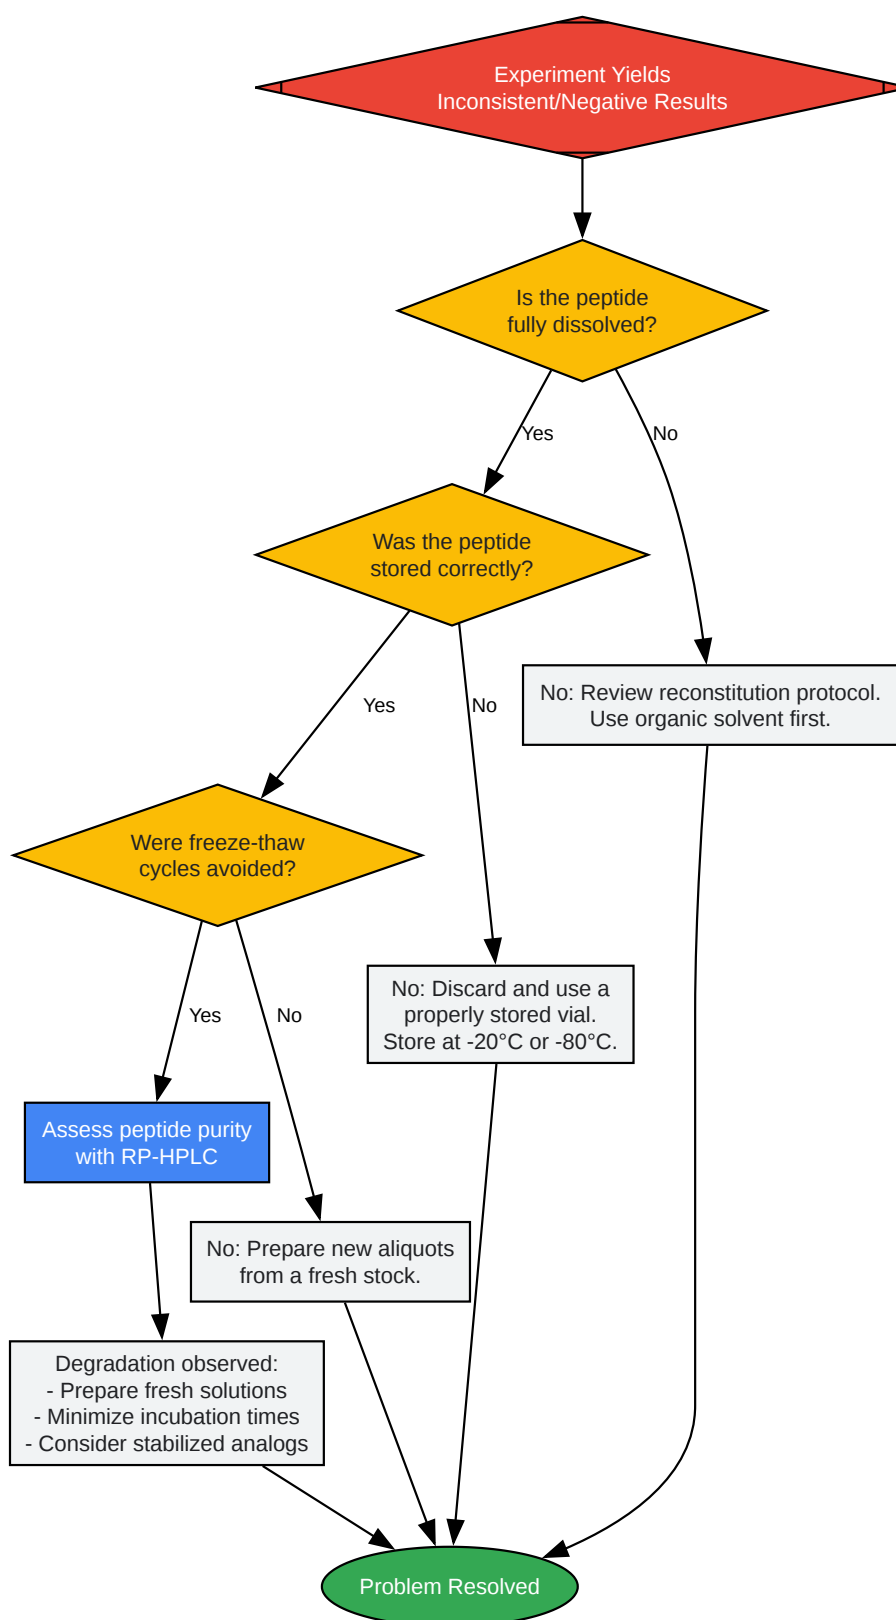 Experiment Yields
Inconsistent/Negative Results
Is the peptide
fully dissolved?
Yes
No
Was the peptide
stored correctly?
No: Review reconstitution protocol.
Use organic solvent first.
Yes
No
Were freeze-thaw
cycles avoided?
No: Discard and use a
properly stored vial.
Store at -20°C or -80°C.
Yes
No
Assess peptide purity
with RP-HPLC
No: Prepare new aliquots
from a fresh stock.
Degradation observed:
- Prepare fresh solutions
- Minimize incubation times
- Consider stabilized analogs
Problem Resolved